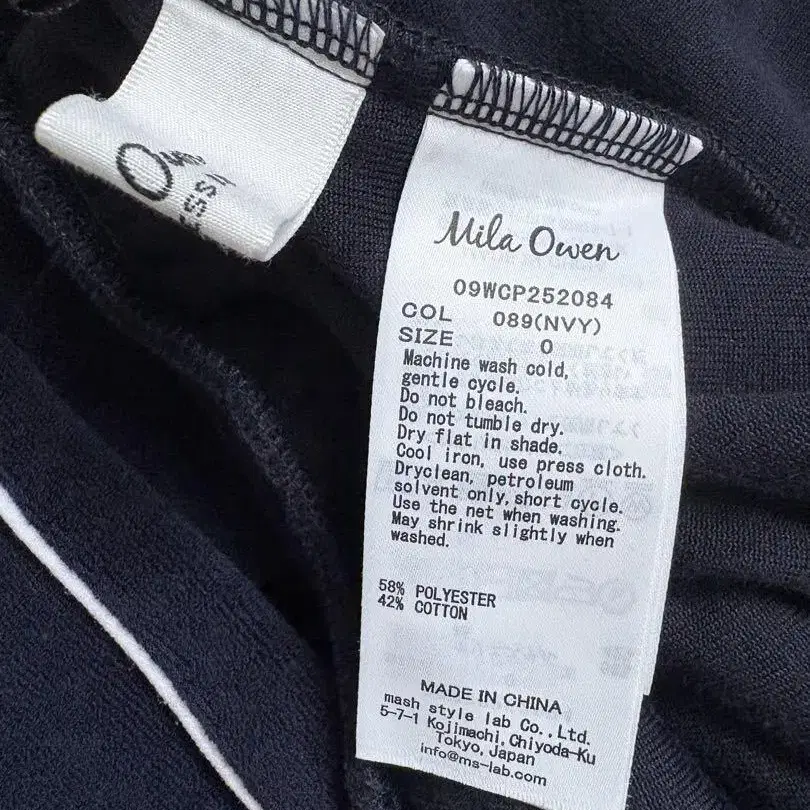 Mila Owen
09WCP252084
COL 089(NVY)
SIZE 0
Machine wash cold,
gentle cycle.
Do not bleach.
Do not tumble dry.
Dry flat in shade.
Cool iron, use press cloth.
Dryclean, petroleum
solvent only,short cycle.
Use the net when washing.
May shrink slightly when
washed.
58% POLYESTER
42% COTTON
MADE IN CHINA
mash style lab Co.,Ltd.
5-7-1 Kojimachi,Chiyoda-Ku
Tokyo,Japan
info@ms-lab.com